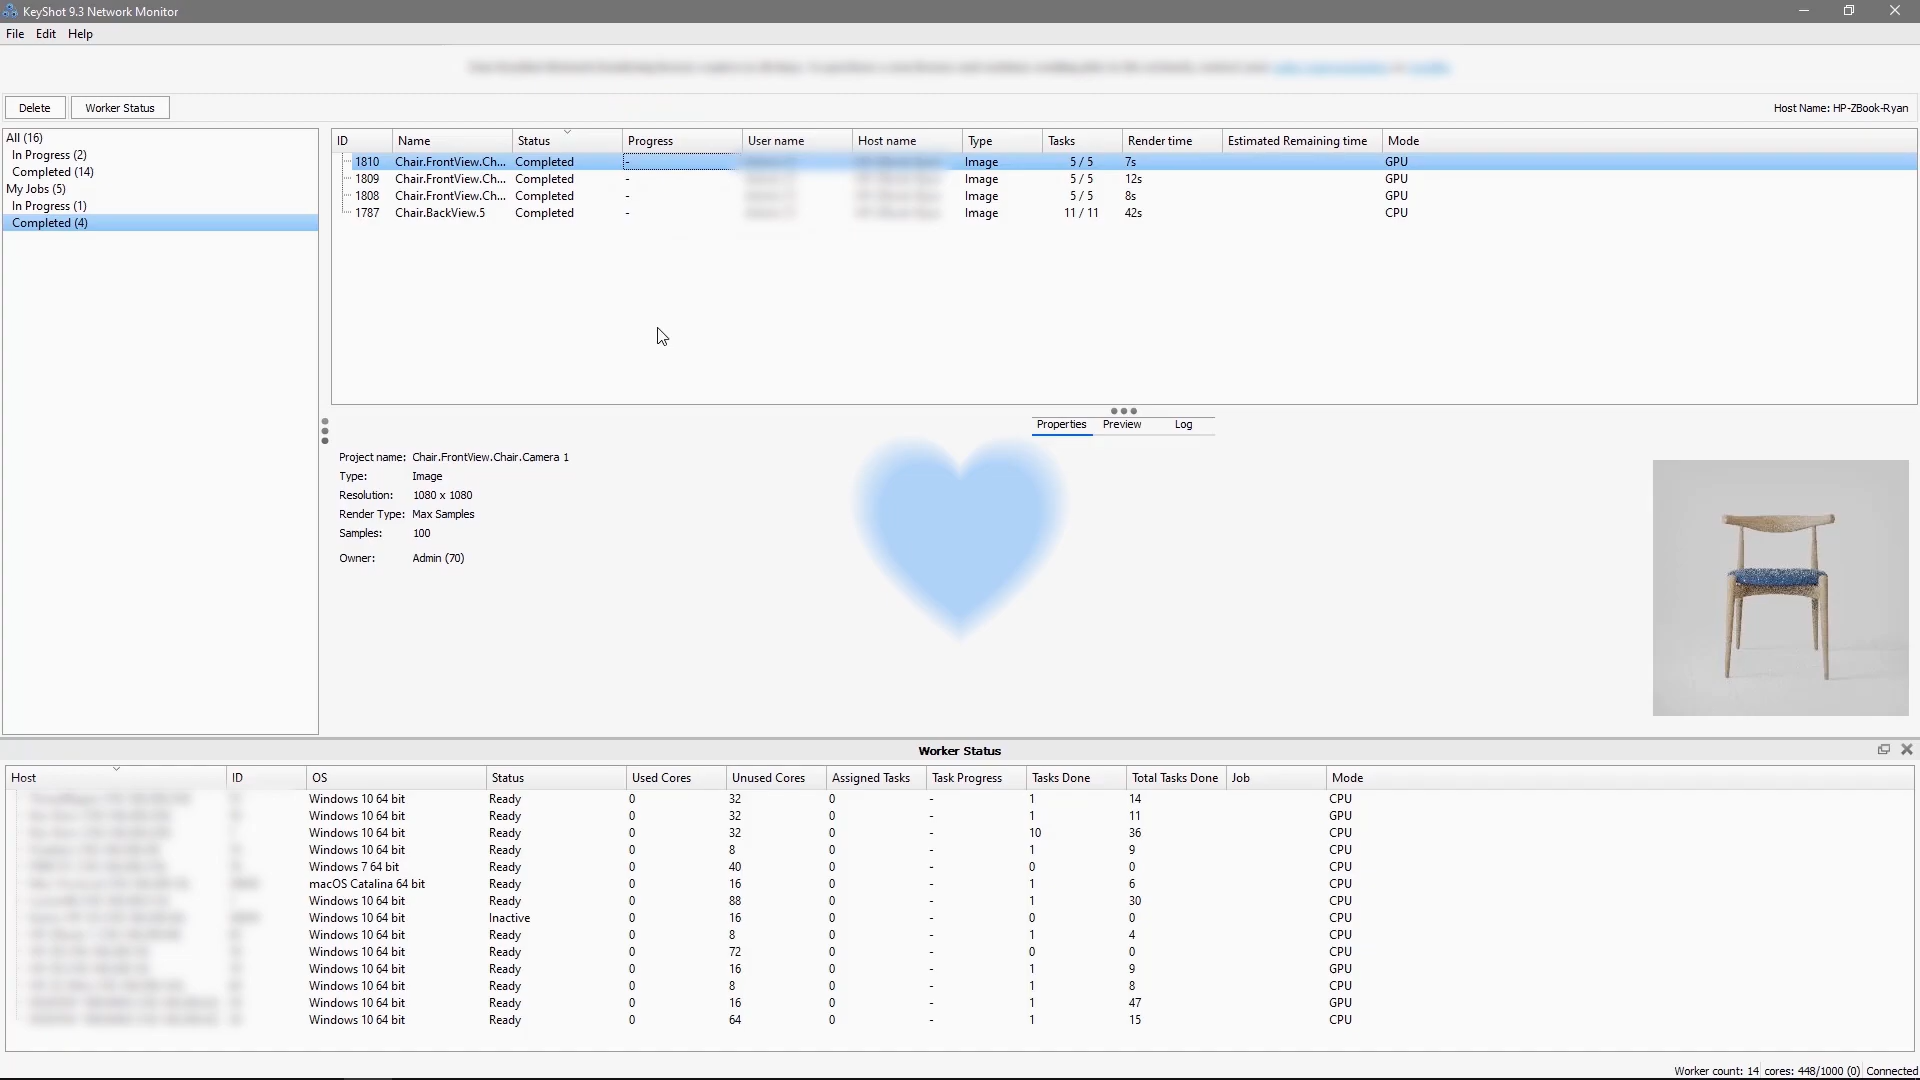 KeyShot 9.3 Network Monitor
File Edit Help
Delete Worker Status Host Name: HP-ZBook-Ryan
All (16)
In Progress (2)
Completed (14)
My Jobs (5)
In Progress (1)
Completed (4)
ID Name Status Progress User name Host name Type Tasks Render time Estimated Remaining time Mode
1810 Chair.FrontView.Ch... Completed - Image 5 / 5 7s GPU
1809 Chair.FrontView.Ch... Completed - Image 5 / 5 12s GPU
1808 Chair.FrontView.Ch... Completed - Image 5 / 5 8s GPU
1787 Chair.BackView.5 Completed - Image 11 / 11 42s CPU
Properties Preview Log
Project name: Chair.FrontView.Chair.Camera 1
Type: Image
Resolution: 1080 x 1080
Render Type: Max Samples
Samples: 100
Owner: Admin (70)
Worker Status
Host ID OS Status Used Cores Unused Cores Assigned Tasks Task Progress Tasks Done Total Tasks Done Job Mode
Windows 10 64 bit Ready 0 32 0 - 1 14 CPU
Windows 10 64 bit Ready 0 32 0 - 1 11 GPU
Windows 10 64 bit Ready 0 32 0 - 10 36 CPU
Windows 10 64 bit Ready 0 8 0 - 1 9 CPU
Windows 7 64 bit Ready 0 40 0 - 0 0 CPU
macOS Catalina 64 bit Ready 0 16 0 - 1 6 CPU
Windows 10 64 bit Ready 0 88 0 - 1 30 CPU
Windows 10 64 bit Inactive 0 16 0 - 0 0 CPU
Windows 10 64 bit Ready 0 8 0 - 1 4 CPU
Windows 10 64 bit Ready 0 72 0 - 0 0 CPU
Windows 10 64 bit Ready 0 16 0 - 1 9 GPU
Windows 10 64 bit Ready 0 8 0 - 1 8 CPU
Windows 10 64 bit Ready 0 16 0 - 1 47 GPU
Windows 10 64 bit Ready 0 64 0 - 1 15 CPU
Worker count: 14 cores: 448/1000 (0) Connected